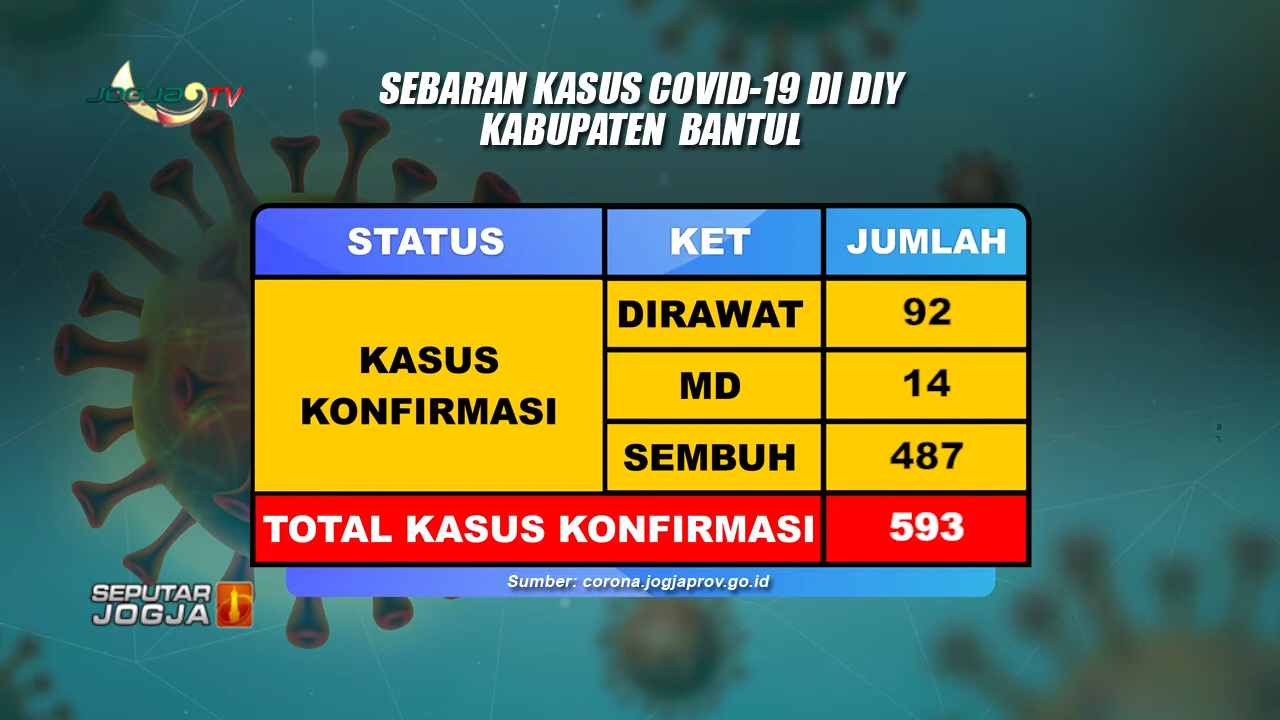 JOGJA TV
SEBARAN KASUS COVID-19 DI DIY
KABUPATEN BANTUL
STATUS KET JUMLAH
KASUS
KONFIRMASI
DIRAWAT 92
MD 14
SEMBUH 487
TOTAL KASUS KONFIRMASI 593
Sumber: corona.jogjaprov.go.id
SEPUTAR
JOGJA 6